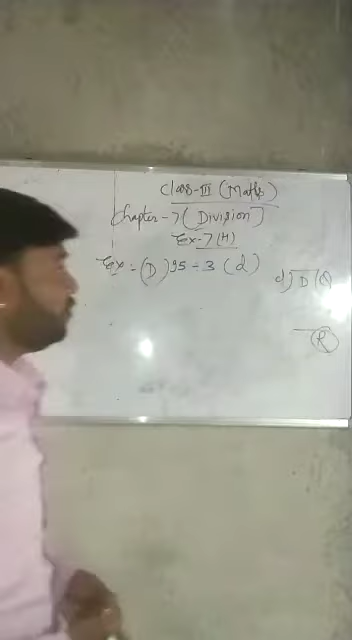 Class-III (Maths)
Chapter-7 (Division)
Ex-7(H)
Ex:-(D) 95÷3 (d)
d)D(Q
R